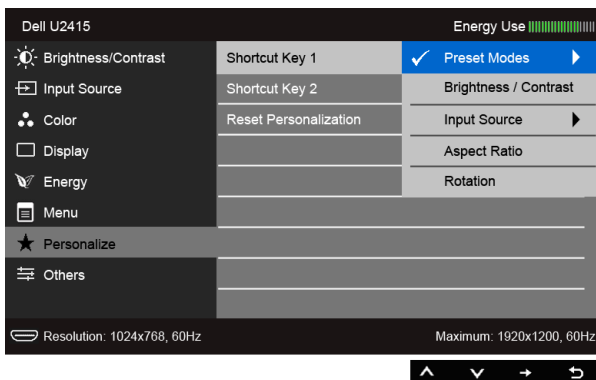 Dell U2415 Energy Use
Brightness/Contrast Shortcut Key 1 Preset Modes
Input Source Shortcut Key 2 Brightness / Contrast
Color Reset Personalization Input Source
Display Aspect Ratio
Energy Rotation
Menu
Personalize
Others
Resolution: 1024x768, 60Hz Maximum: 1920x1200, 60Hz